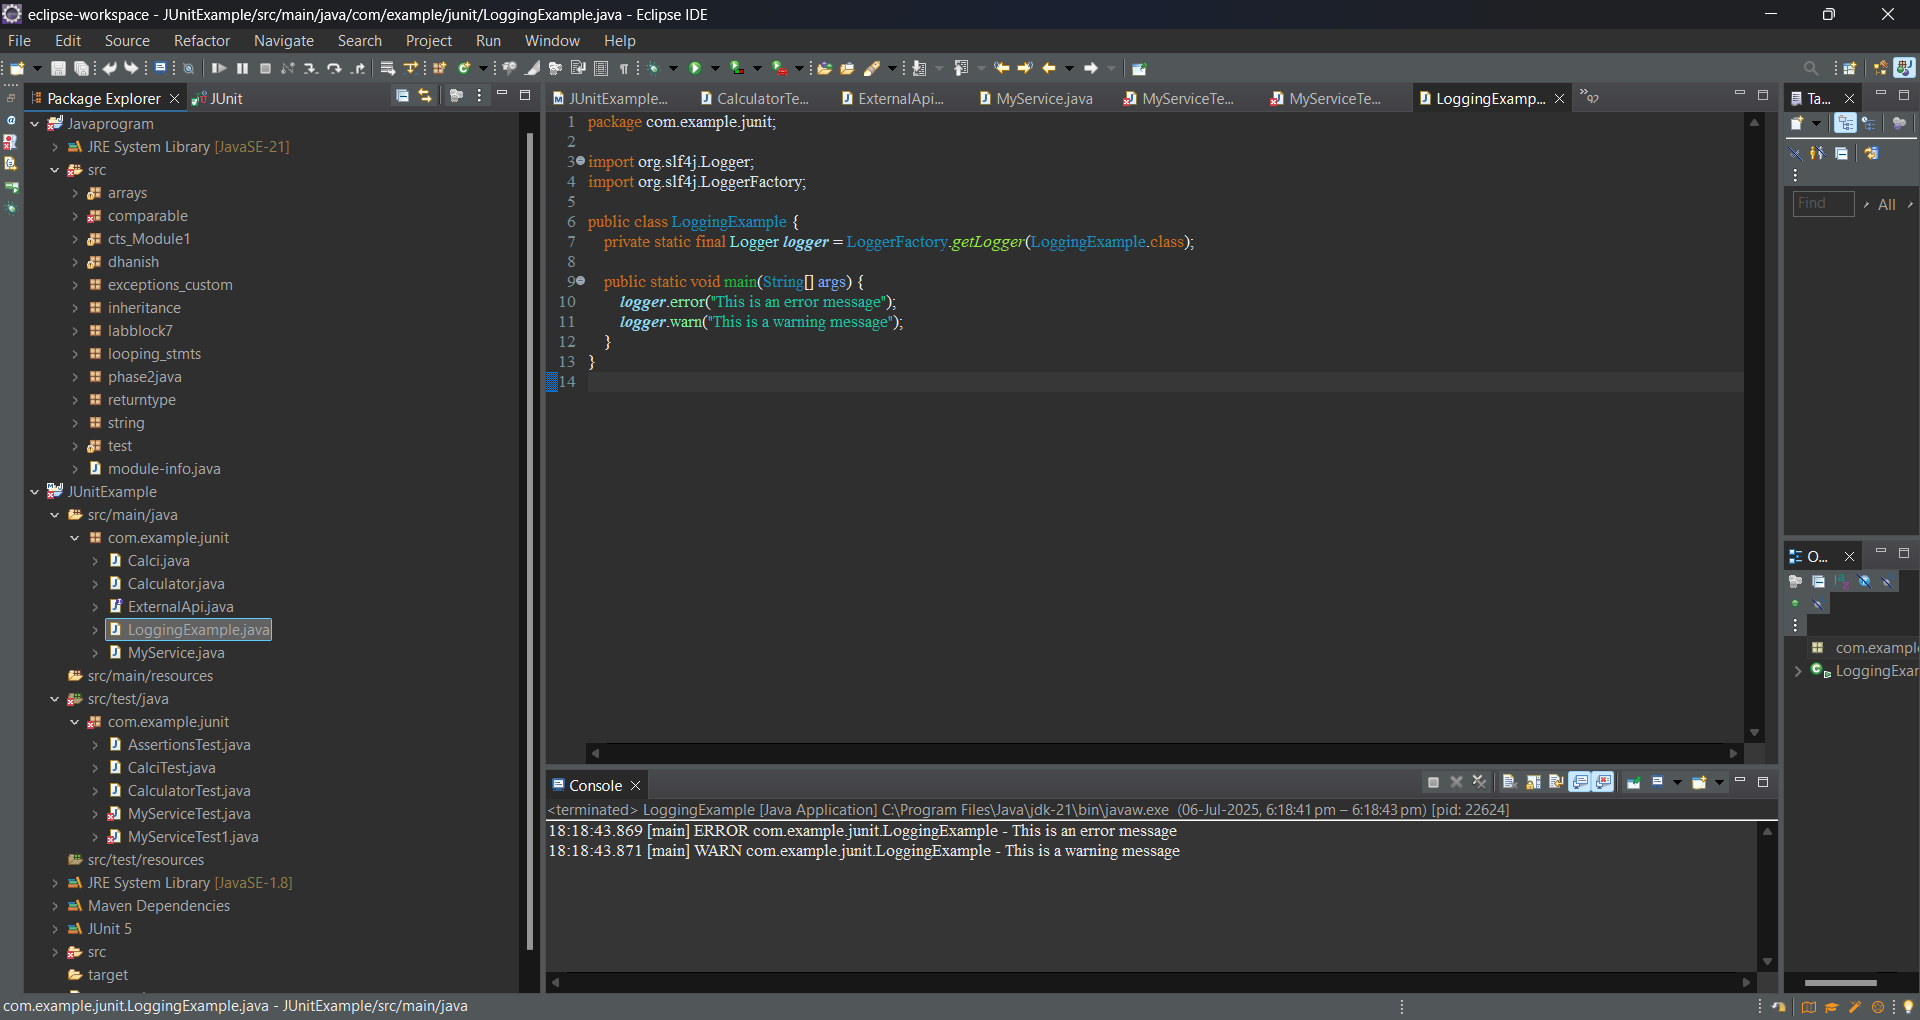 eclipse-workspace - JUnitExample/src/main/java/com/example/junit/LoggingExample.java - Eclipse IDE
File Edit Source Refactor Navigate Search Project Run Window Help
Package Explorer
JUnit
Javaprogram
JRE System Library [JavaSE-21]
src
arrays
comparable
cts_Module1
dhanish
exceptions_custom
inheritance
labblock7
looping_stmts
phase2java
returntype
string
test
module-info.java
JUnitExample
src/main/java
com.example.junit
Calci.java
Calculator.java
ExternalApi.java
LoggingExample.java
MyService.java
src/main/resources
src/test/java
com.example.junit
AssertionsTest.java
CalciTest.java
CalculatorTest.java
MyServiceTest.java
MyServiceTest1.java
src/test/resources
JRE System Library [JavaSE-1.8]
Maven Dependencies
JUnit 5
src
target
JUnitExample... CalculatorTe... ExternalApi... MyService.java MyServiceTe... MyServiceTe... LoggingExamp... »92
1 package com.example.junit;
2
3 import org.slf4j.Logger;
4 import org.slf4j.LoggerFactory;
5
6 public class LoggingExample {
7 private static final Logger logger = LoggerFactory.getLogger(LoggingExample.class);
8
9 public static void main(String[] args) {
10 logger.error("This is an error message");
11 logger.warn("This is a warning message");
12 }
13 }
14
Console
<terminated> LoggingExample [Java Application] C:\Program Files\Java\jdk-21\bin\javaw.exe (06-Jul-2025, 6:18:41 pm – 6:18:43 pm) [pid: 22624]
18:18:43.869 [main] ERROR com.example.junit.LoggingExample - This is an error message
18:18:43.871 [main] WARN com.example.junit.LoggingExample - This is a warning message
Ta...
Find
All
O...
com.exampl
LoggingExar
com.example.junit.LoggingExample.java - JUnitExample/src/main/java